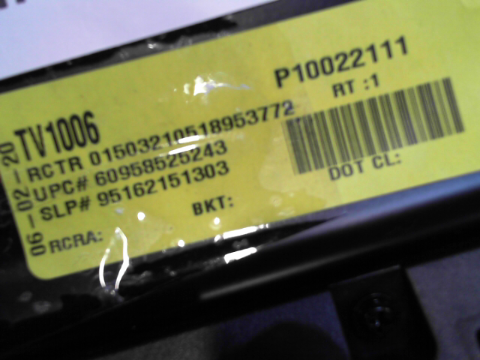 P10022111
RT :1
TV1006
RCTR 01503210518953772
UPC# 60958525243
SLP# 95162151303
DOT CL:
BKT:
RCRA:
06-02-20